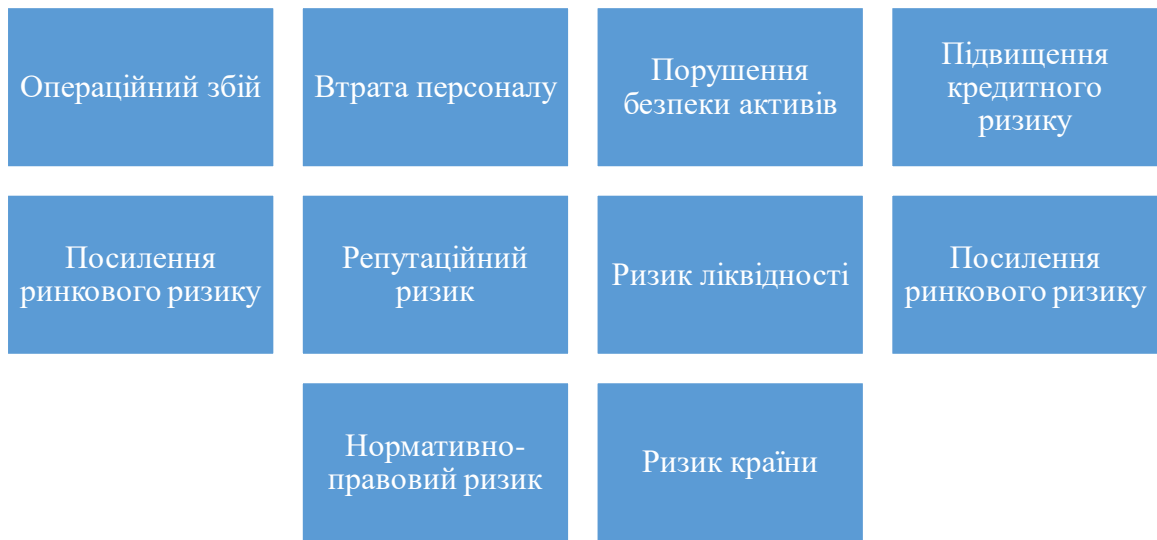 Операційний збій
Втрата персоналу
Порушення
безпеки активів
Підвищення
кредитного
ризику
Посилення
ринкового ризику
Репутаційний
ризик
Ризик ліквідності
Посилення
ринкового ризику
Нормативно-
правовий ризик
Ризик країни